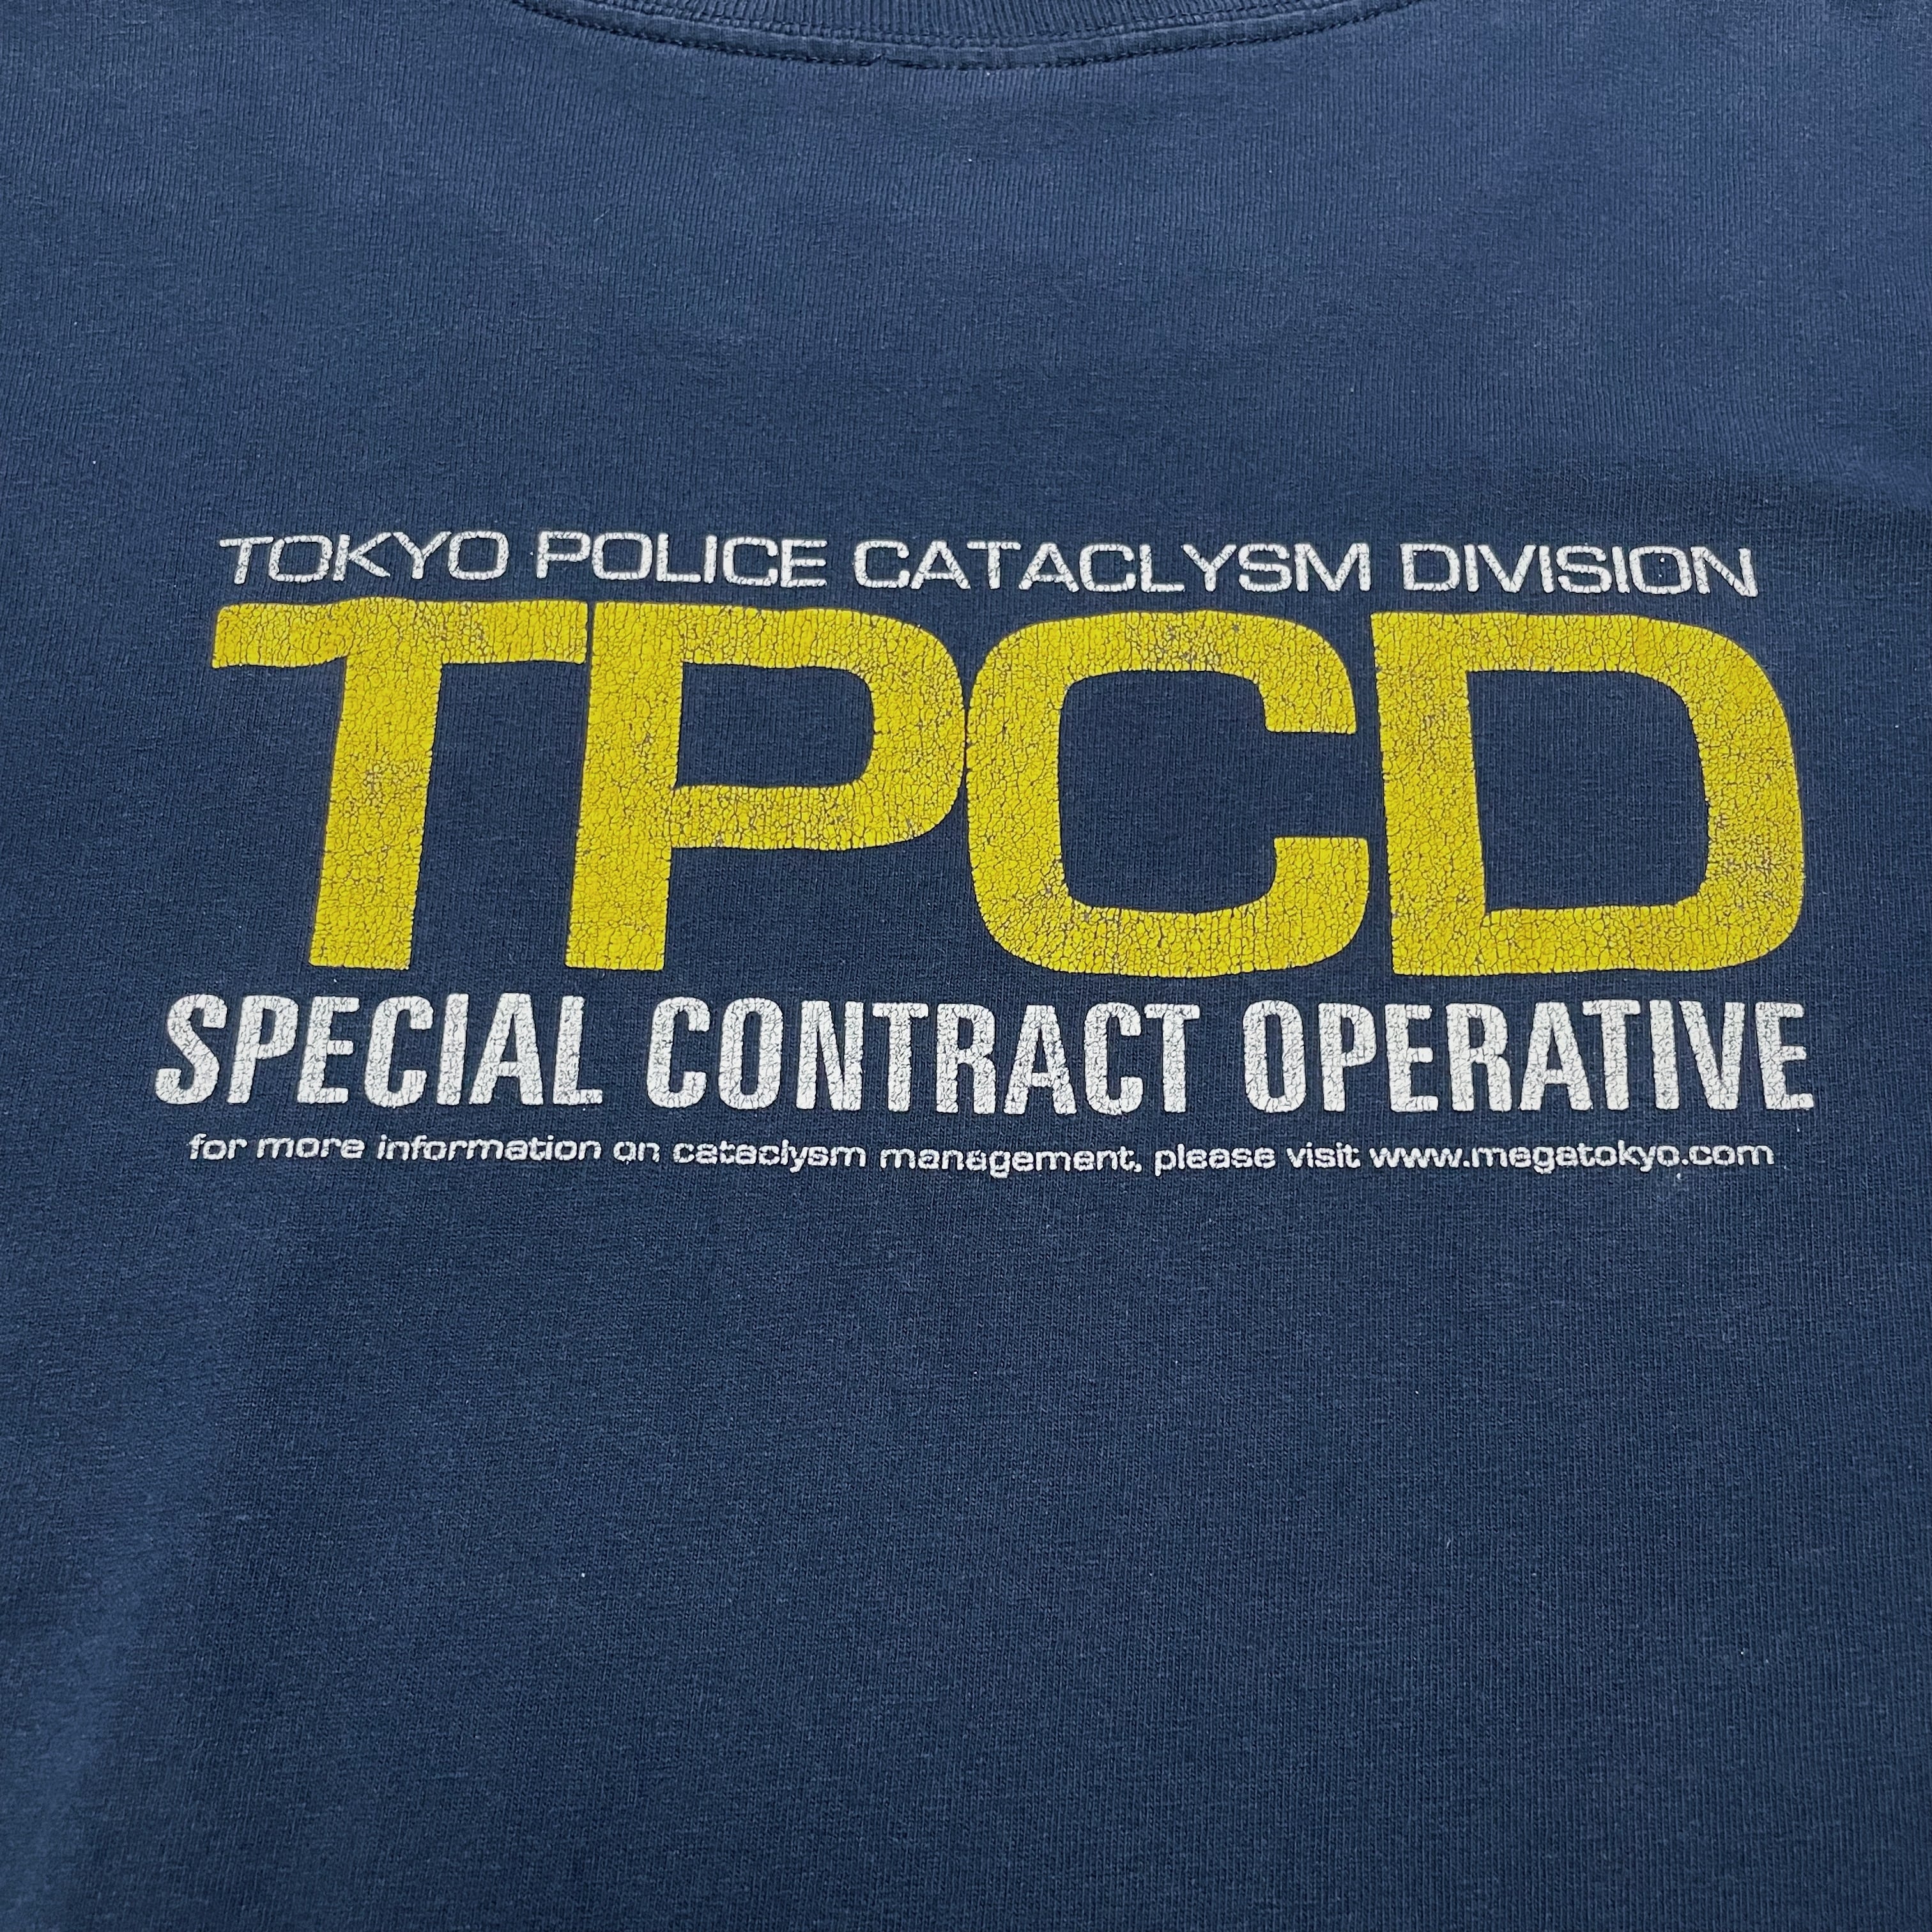 TOKYO POLICE CATACLYSM DIVISION
TPCD
SPECIAL CONTRACT OPERATIVE
for more information on cataclysm management, please visit www.megatokyo.com